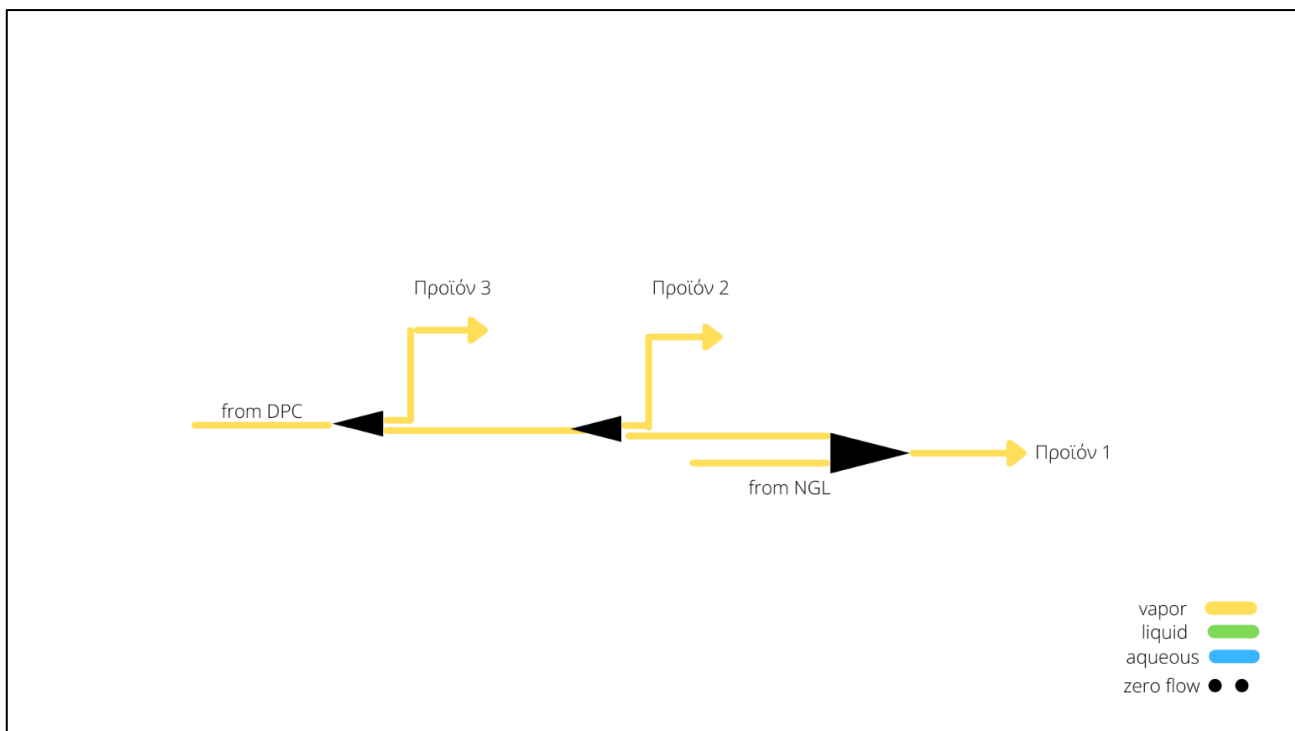 Προϊόν 3
Προϊόν 2
from DPC
Προϊόν 1
from NGL
vapor
liquid
aqueous
zero flow